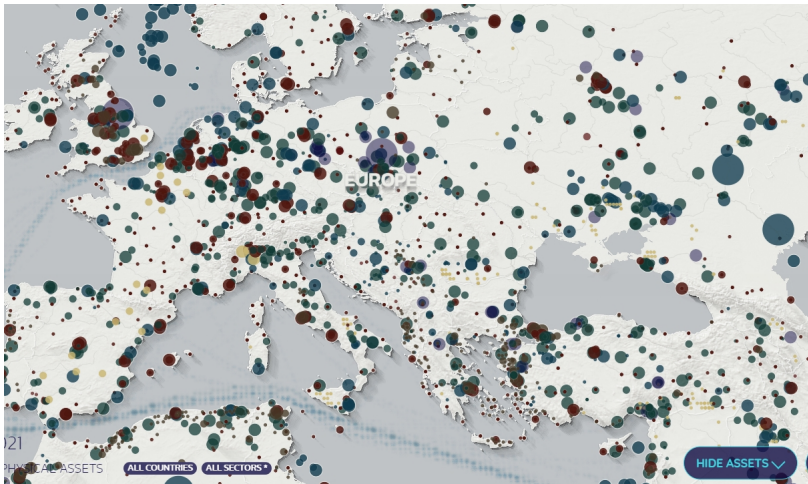 EUROPE
021
PHYSICAL ASSETS
ALL COUNTRIES
ALL SECTORS *
HIDE ASSETS